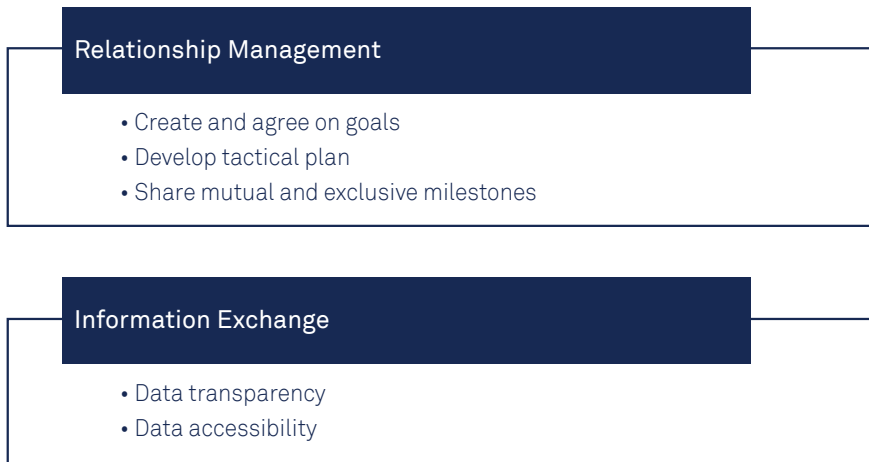 Relationship Management
• Create and agree on goals
• Develop tactical plan
• Share mutual and exclusive milestones
Information Exchange
• Data transparency
• Data accessibility